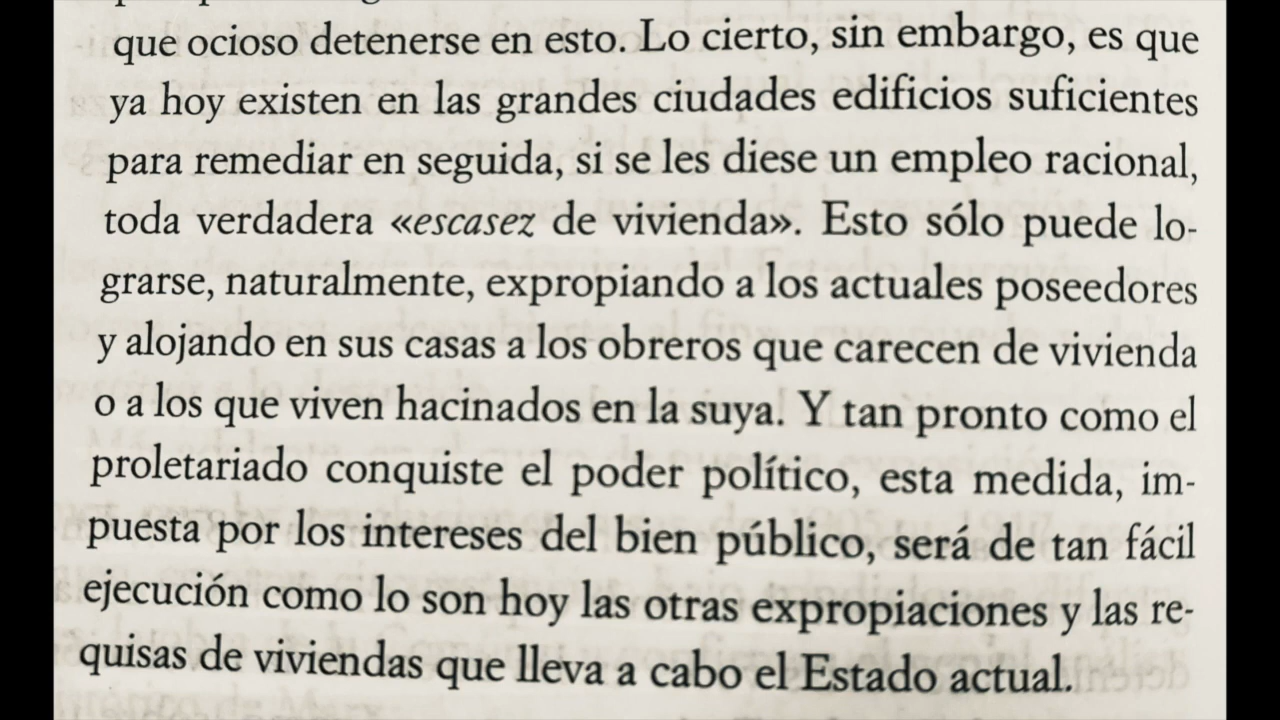 que ocioso detenerse en esto. Lo cierto, sin embargo, es que
ya hoy existen en las grandes ciudades edificios suficientes
para remediar en seguida, si se les diese un empleo racional,
toda verdadera «escasez de vivienda». Esto sólo puede lo-
grarse, naturalmente, expropiando a los actuales poseedores
y alojando en sus casas a los obreros que carecen de vivienda
o a los que viven hacinados en la suya. Y tan pronto como el
proletariado conquiste el poder político, esta medida, im-
puesta por los intereses del bien público, será de tan fácil
ejecución como lo son hoy las otras expropiaciones y las re-
quisas de viviendas que lleva a cabo el Estado actual.